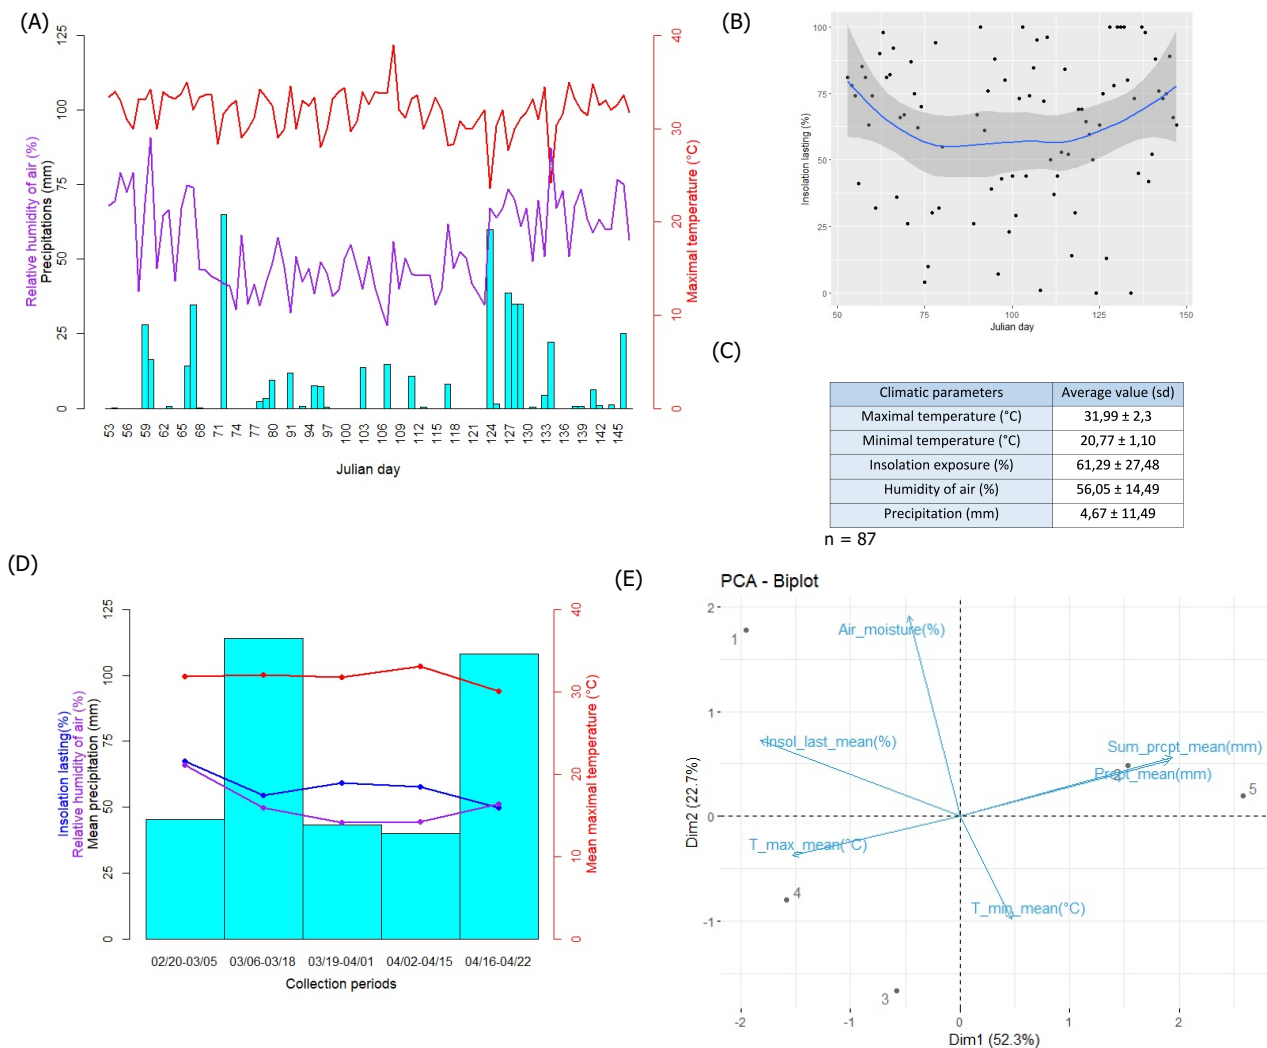 (A)
125
100
75
50
25
0
Relative humidity of air (%)
Precipitations (mm)
40
30
20
10
0
Maximal temperature (°C)
53 56 59 62 65 68 71 74 77 80 91 94 97 100 103 106 109 112 115 118 121 124 127 130 133 136 139 142 145
Julian day
(B)
100
75
50
25
0
Insolation lasting (%)
50 75 100 125 150
Julian day
(C)
Climatic parameters Average value (sd)
Maximal temperature (°C) 31,99 ± 2,3
Minimal temperature (°C) 20,77 ± 1,10
Insolation exposure (%) 61,29 ± 27,48
Humidity of air (%) 56,05 ± 14,49
Precipitation (mm) 4,67 ± 11,49
n = 87
(D)
125
100
75
50
25
0
Insolation lasting(%)
Relative humidity of air (%)
Mean precipitation (mm)
40
30
20
10
0
Mean maximal temperature (°C)
02/20-03/05 03/06-03/18 03/19-04/01 04/02-04/15 04/16-04/22
Collection periods
(E)
PCA - Biplot
2
1
0
-1
Dim2 (22.7%)
1
Air_moisture(%)
Insol_last_mean(%)
Sum_prcpt_mean(mm)
2
Prcpt_mean(mm)
5
T_max_mean(°C)
4
T_min_mean(°C)
3
-2 -1 0 1 2
Dim1 (52.3%)